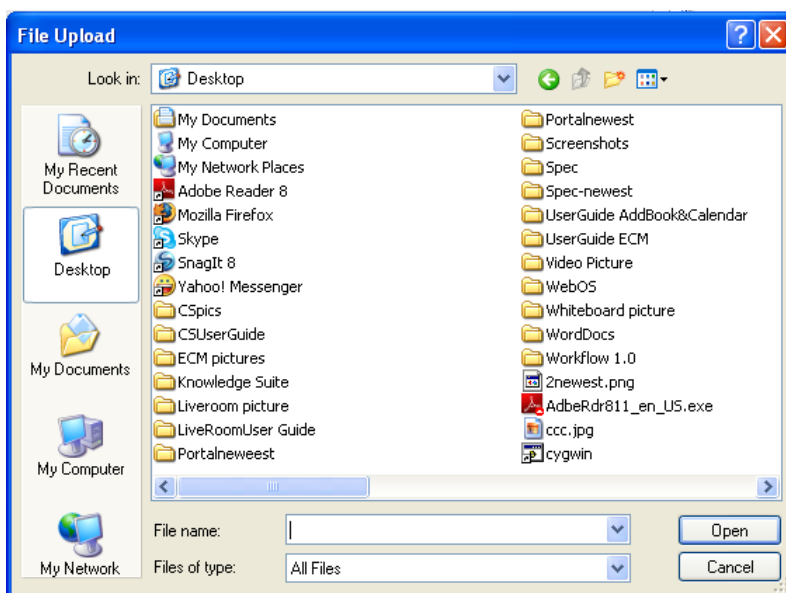 File Upload
Look in: Desktop
My Recent
Documents
Desktop
My Documents
My Computer
My Network
My Documents
My Computer
My Network Places
Adobe Reader 8
Mozilla Firefox
Skype
SnagIt 8
Yahoo! Messenger
CSpics
CSUserGuide
ECM pictures
Knowledge Suite
Liveroom picture
LiveRoomUser Guide
Portalneweest
Portalnewest
Screenshots
Spec
Spec-newest
UserGuide AddBook&Calendar
UserGuide ECM
Video Picture
WebOS
Whiteboard picture
WordDocs
Workflow 1.0
2newest.png
AdbeRdr811_en_US.exe
ccc.jpg
cygwin
File name:
Open
Files of type: All Files
Cancel